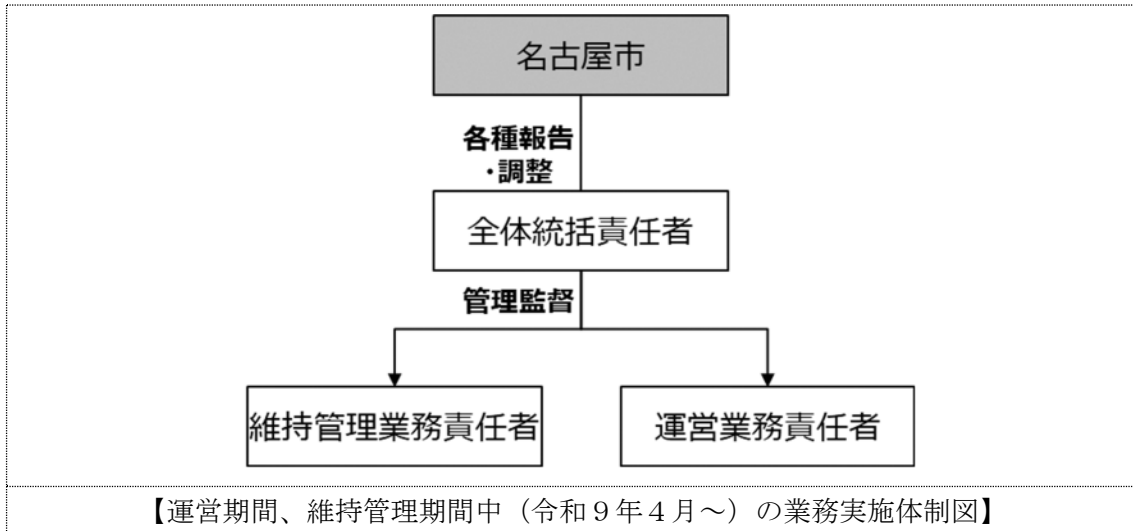 名古屋市
各種報告
・調整
全体統括責任者
管理監督
維持管理業務責任者
運営業務責任者
【運営期間、維持管理期間中（令和９年４月～）の業務実施体制図】